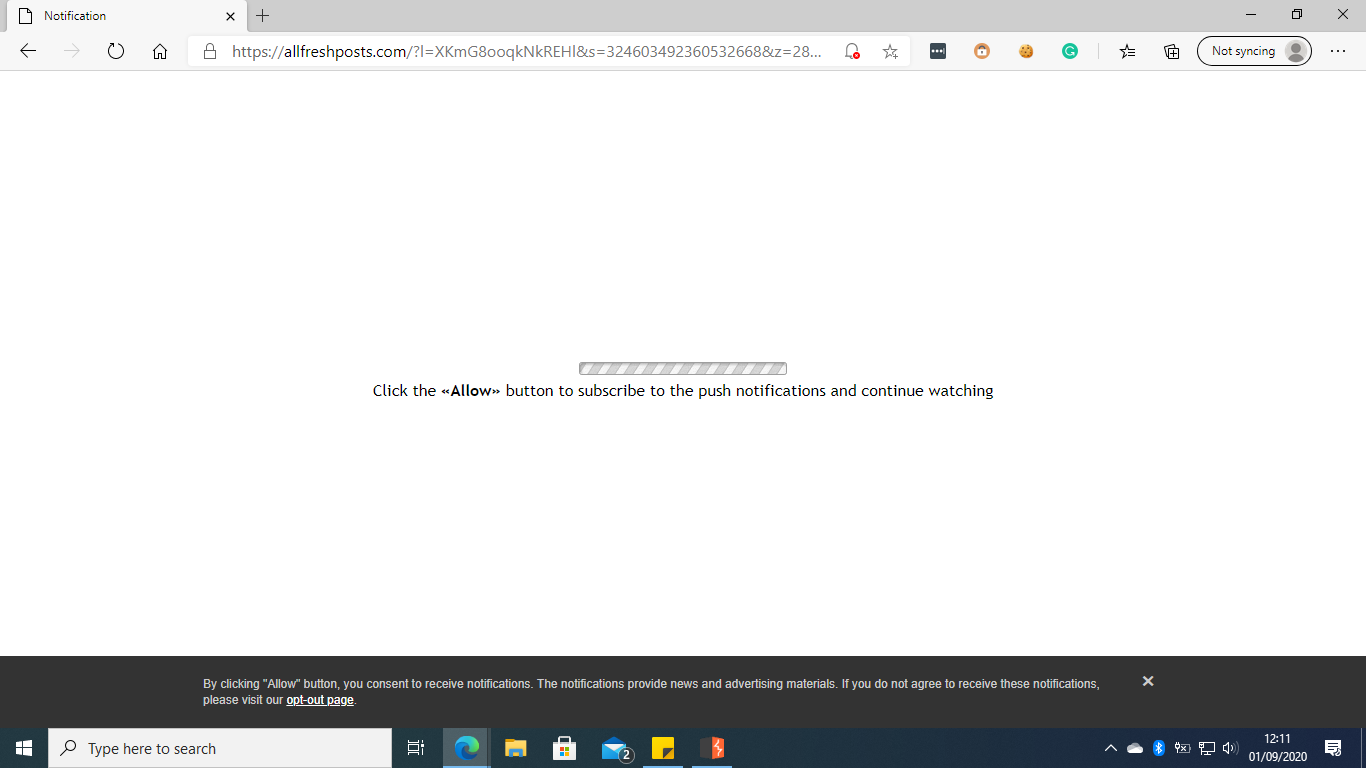 Notification
https://allfreshposts.com/?l=XKmG8ooqkNkREHl&s=324603492360532668&z=28...
Not syncing
Click the «Allow» button to subscribe to the push notifications and continue watching
By clicking "Allow" button, you consent to receive notifications. The notifications provide news and advertising materials. If you do not agree to receive these notifications,
please visit our opt-out page.
Type here to search
2
12:11
01/09/2020